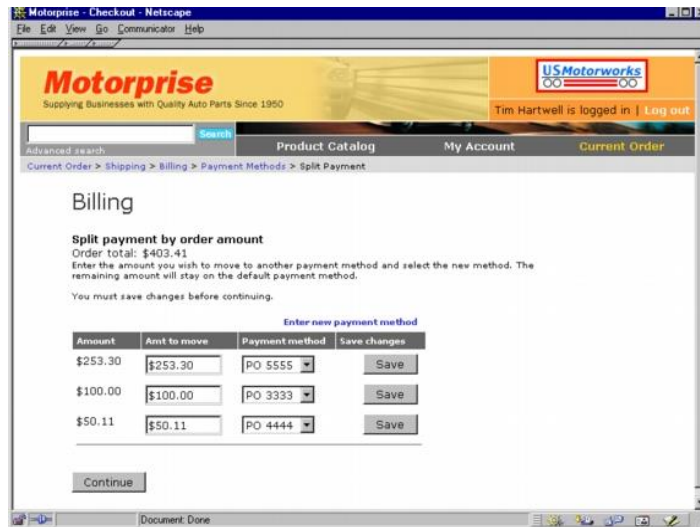 Motorprise - Checkout - Netscape
File Edit View Go Communicator Help
Motorprise
Supplying Businesses with Quality Auto Parts Since 1950
USMotorworks
Tim Hartwell is logged in | Log out
Search
Advanced search
Product Catalog My Account Current Order
Current Order > Shipping > Billing > Payment Methods > Split Payment
Billing
Split payment by order amount
Order total: $403.41
Enter the amount you wish to move to another payment method and select the new method. The
remaining amount will stay on the default payment method.
You must save changes before continuing.
Enter new payment method
Amount Amt to move Payment method Save changes
$253.30 $253.30 PO 5555 Save
$100.00 $100.00 PO 3333 Save
$50.11 $50.11 PO 4444 Save
Continue
Document: Done